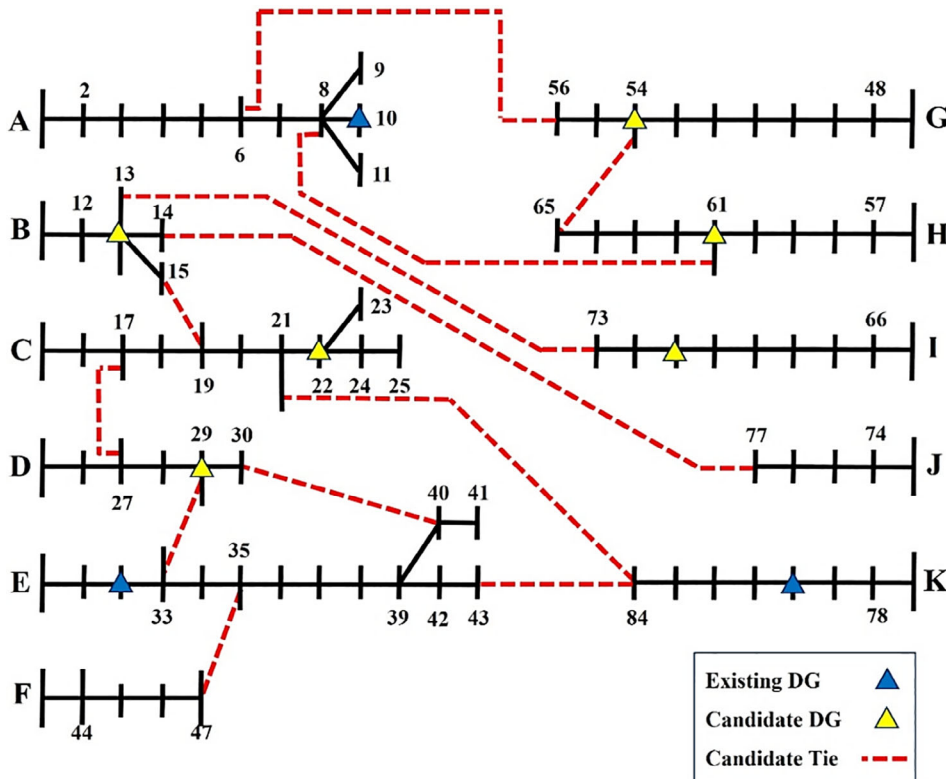 9
2 8 56 54 48
A 10 G
6 11
13
12 14 65 61 57
B H
15
23
17 21 73 66
C I
19 22 24 25
29 30 77 74
D J
27 40 41
35
E K
33 39 42 43 84 78
F
44 47
Existing DG
Candidate DG
Candidate Tie